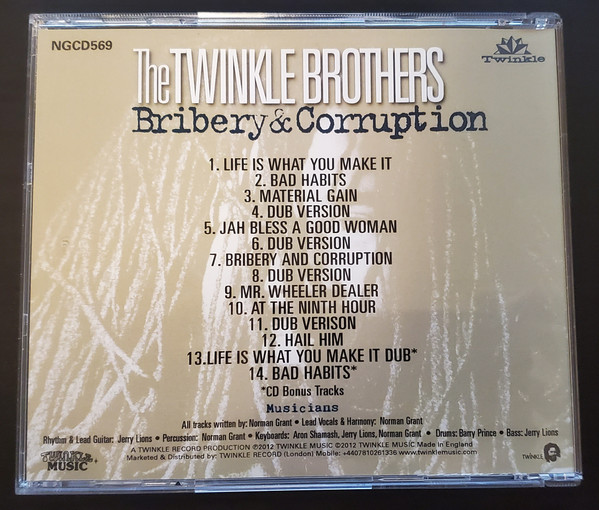 NGCD569
Twinkle
The TWINKLE BROTHERS
Bribery & Corruption
1. LIFE IS WHAT YOU MAKE IT
2. BAD HABITS
3. MATERIAL GAIN
4. DUB VERSION
5. JAH BLESS A GOOD WOMAN
6. DUB VERSION
7. BRIBERY AND CORRUPTION
8. DUB VERSION
9. MR. WHEELER DEALER
10. AT THE NINTH HOUR
11. DUB VERISON
12. HAIL HIM
13.LIFE IS WHAT YOU MAKE IT DUB*
14. BAD HABITS*
*CD Bonus Tracks
Musicians
All tracks written by: Norman Grant • Lead Vocals & Harmony: Norman Grant
Rhythm & Lead Guitar: Jerry Lions • Percussion: Norman Grant • Keyboards: Aron Shamash, Jerry Lions, Norman Grant • Drums: Barry Prince • Bass: Jerry Lions
A TWINKLE RECORD PRODUCTION ©2012 TWINKLE MUSIC ©2012 TWINKLE MUSIC Made in England
Marketed & Distributed by: TWINKLE RECORD (London) Mobile: +4407810261336 www.twinklemusic.com
TWINKLE MUSIC
TWINKLE